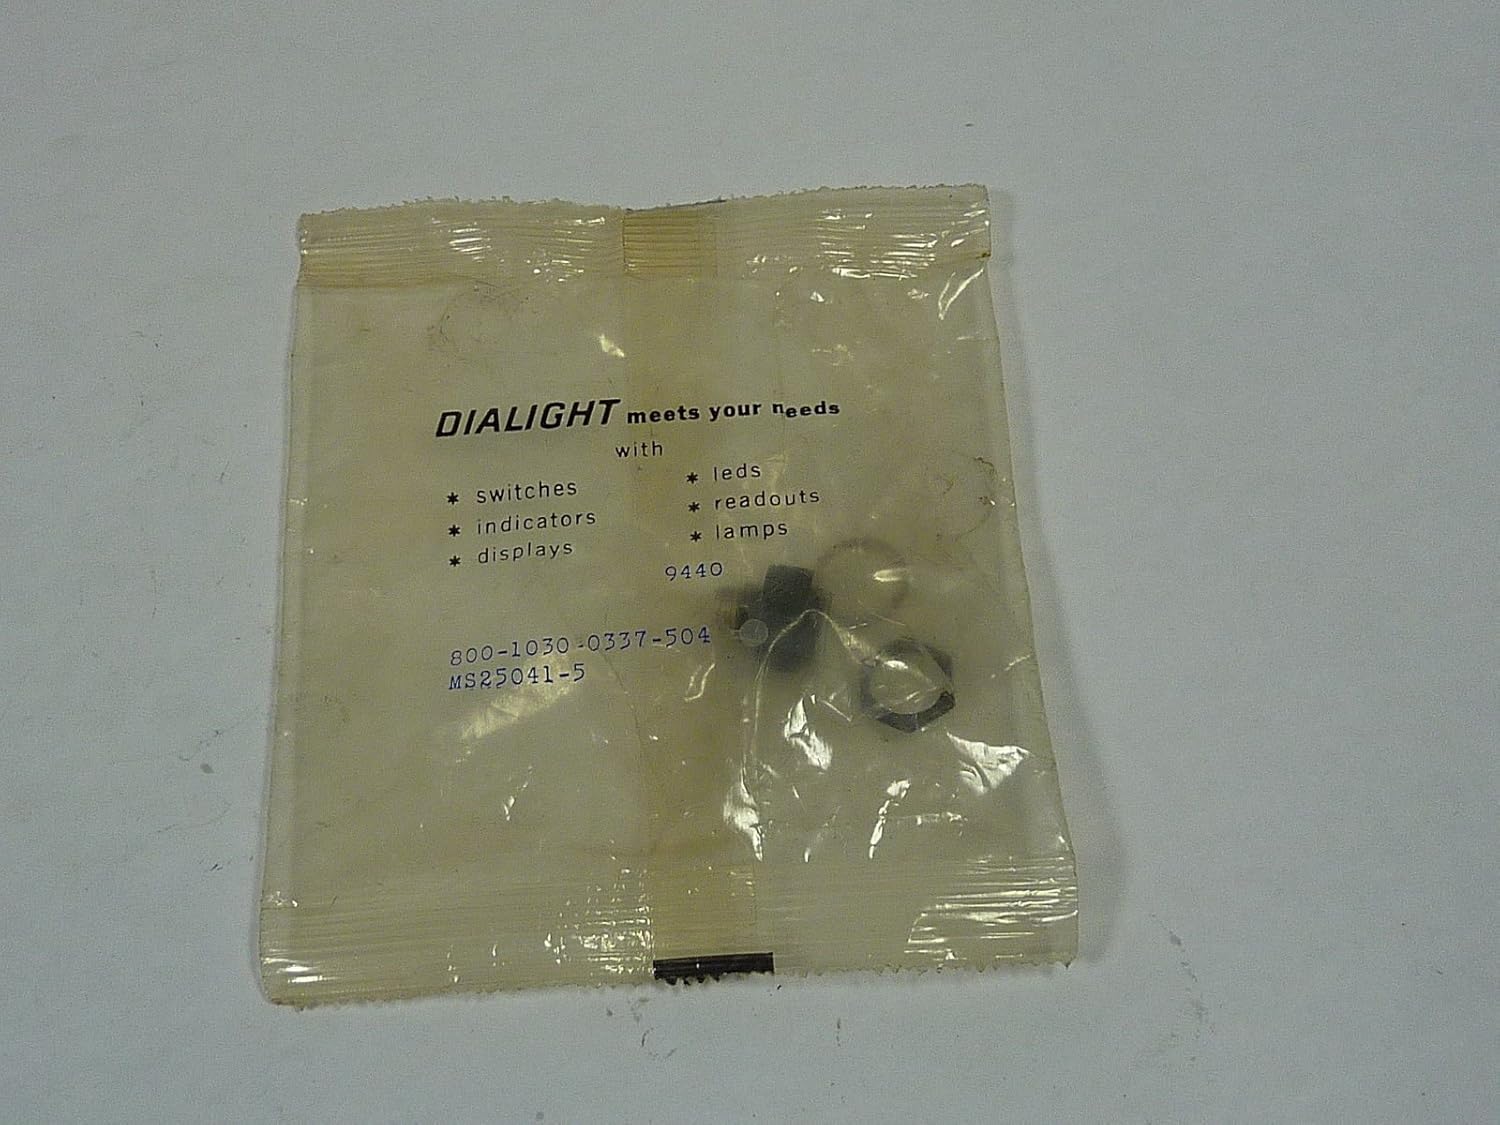 DIALIGHT meets your needs
with
* switches
* indicators
* displays
* leds
* readouts
* lamps
9440
800-1030-0337-504
MS25041-5